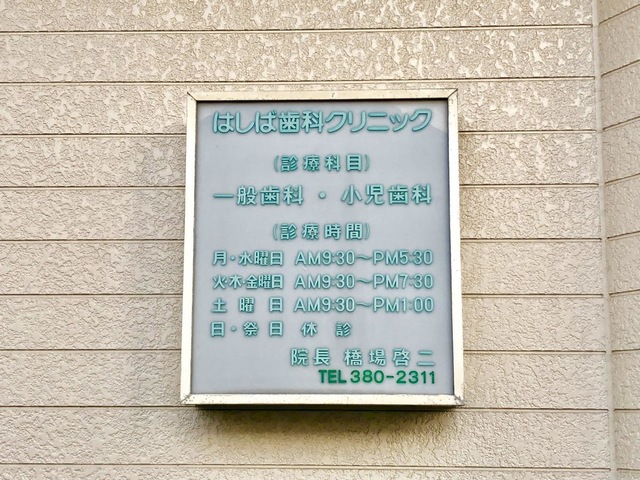 はしば歯科クリニック
(診療科目)
一般歯科・小児歯科
(診療時間)
月・水曜日 AM9:30～PM5:30
火・木・金曜日 AM9:30～PM7:30
土曜日 AM9:30～PM1:00
日・祭日 休診
院長 橋場啓二
TEL 380-2311